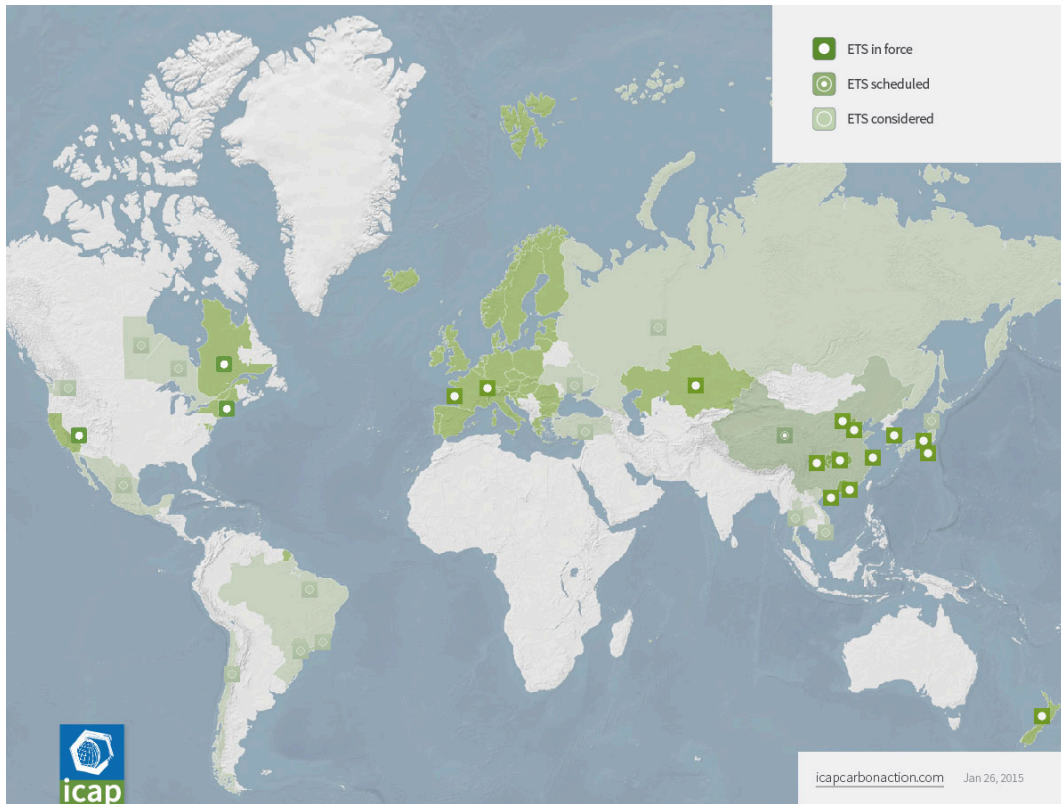 ETS in force
ETS scheduled
ETS considered
icap
icapcarbonaction.com Jan 26, 2015